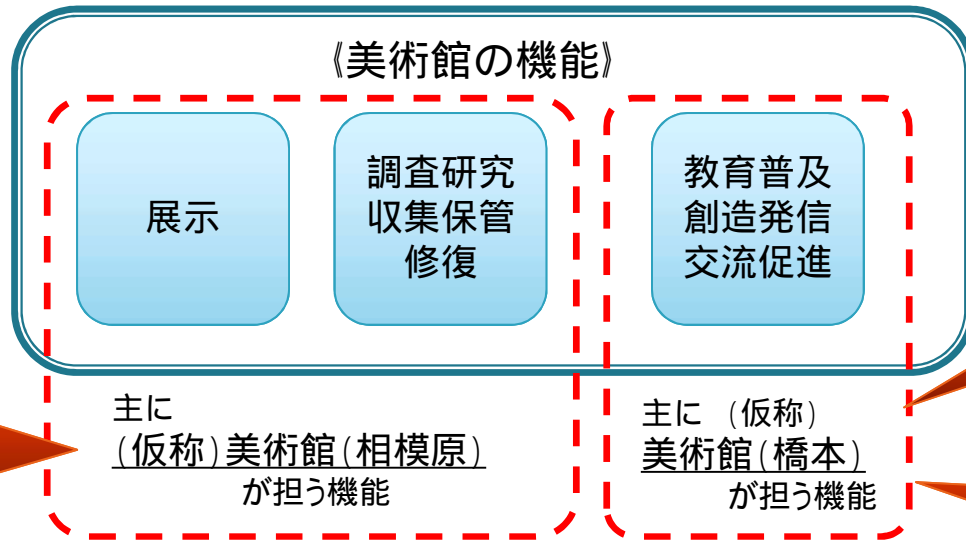 《美術館の機能》
展示
調査研究
収集保管
修復
教育普及
創造発信
交流促進
主に
(仮称)美術館(相模原)
が担う機能
主に (仮称)
美術館(橋本)
が担う機能